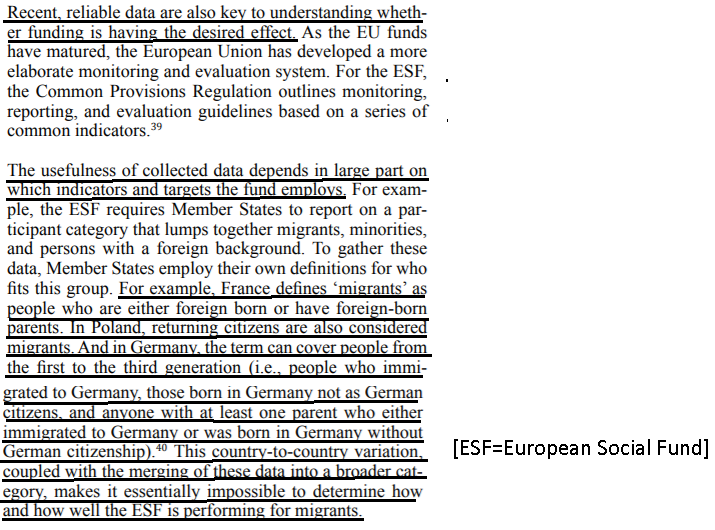 Recent, reliable data are also key to understanding wheth-
er funding is having the desired effect. As the EU funds
have matured, the European Union has developed a more
elaborate monitoring and evaluation system. For the ESF,
the Common Provisions Regulation outlines monitoring,
reporting, and evaluation guidelines based on a series of
common indicators.39
The usefulness of collected data depends in large part on
which indicators and targets the fund employs. For exam-
ple, the ESF requires Member States to report on a par-
ticipant category that lumps together migrants, minorities,
and persons with a foreign background. To gather these
data, Member States employ their own definitions for who
fits this group. For example, France defines ‘migrants’ as
people who are either foreign born or have foreign-born
parents. In Poland, returning citizens are also considered
migrants. And in Germany, the term can cover people from
the first to the third generation (i.e., people who immi-
grated to Germany, those born in Germany not as German
citizens, and anyone with at least one parent who either
immigrated to Germany or was born in Germany without
German citizenship).40 This country-to-country variation,
coupled with the merging of these data into a broader cat-
egory, makes it essentially impossible to determine how
and how well the ESF is performing for migrants.
[ESF=European Social Fund]